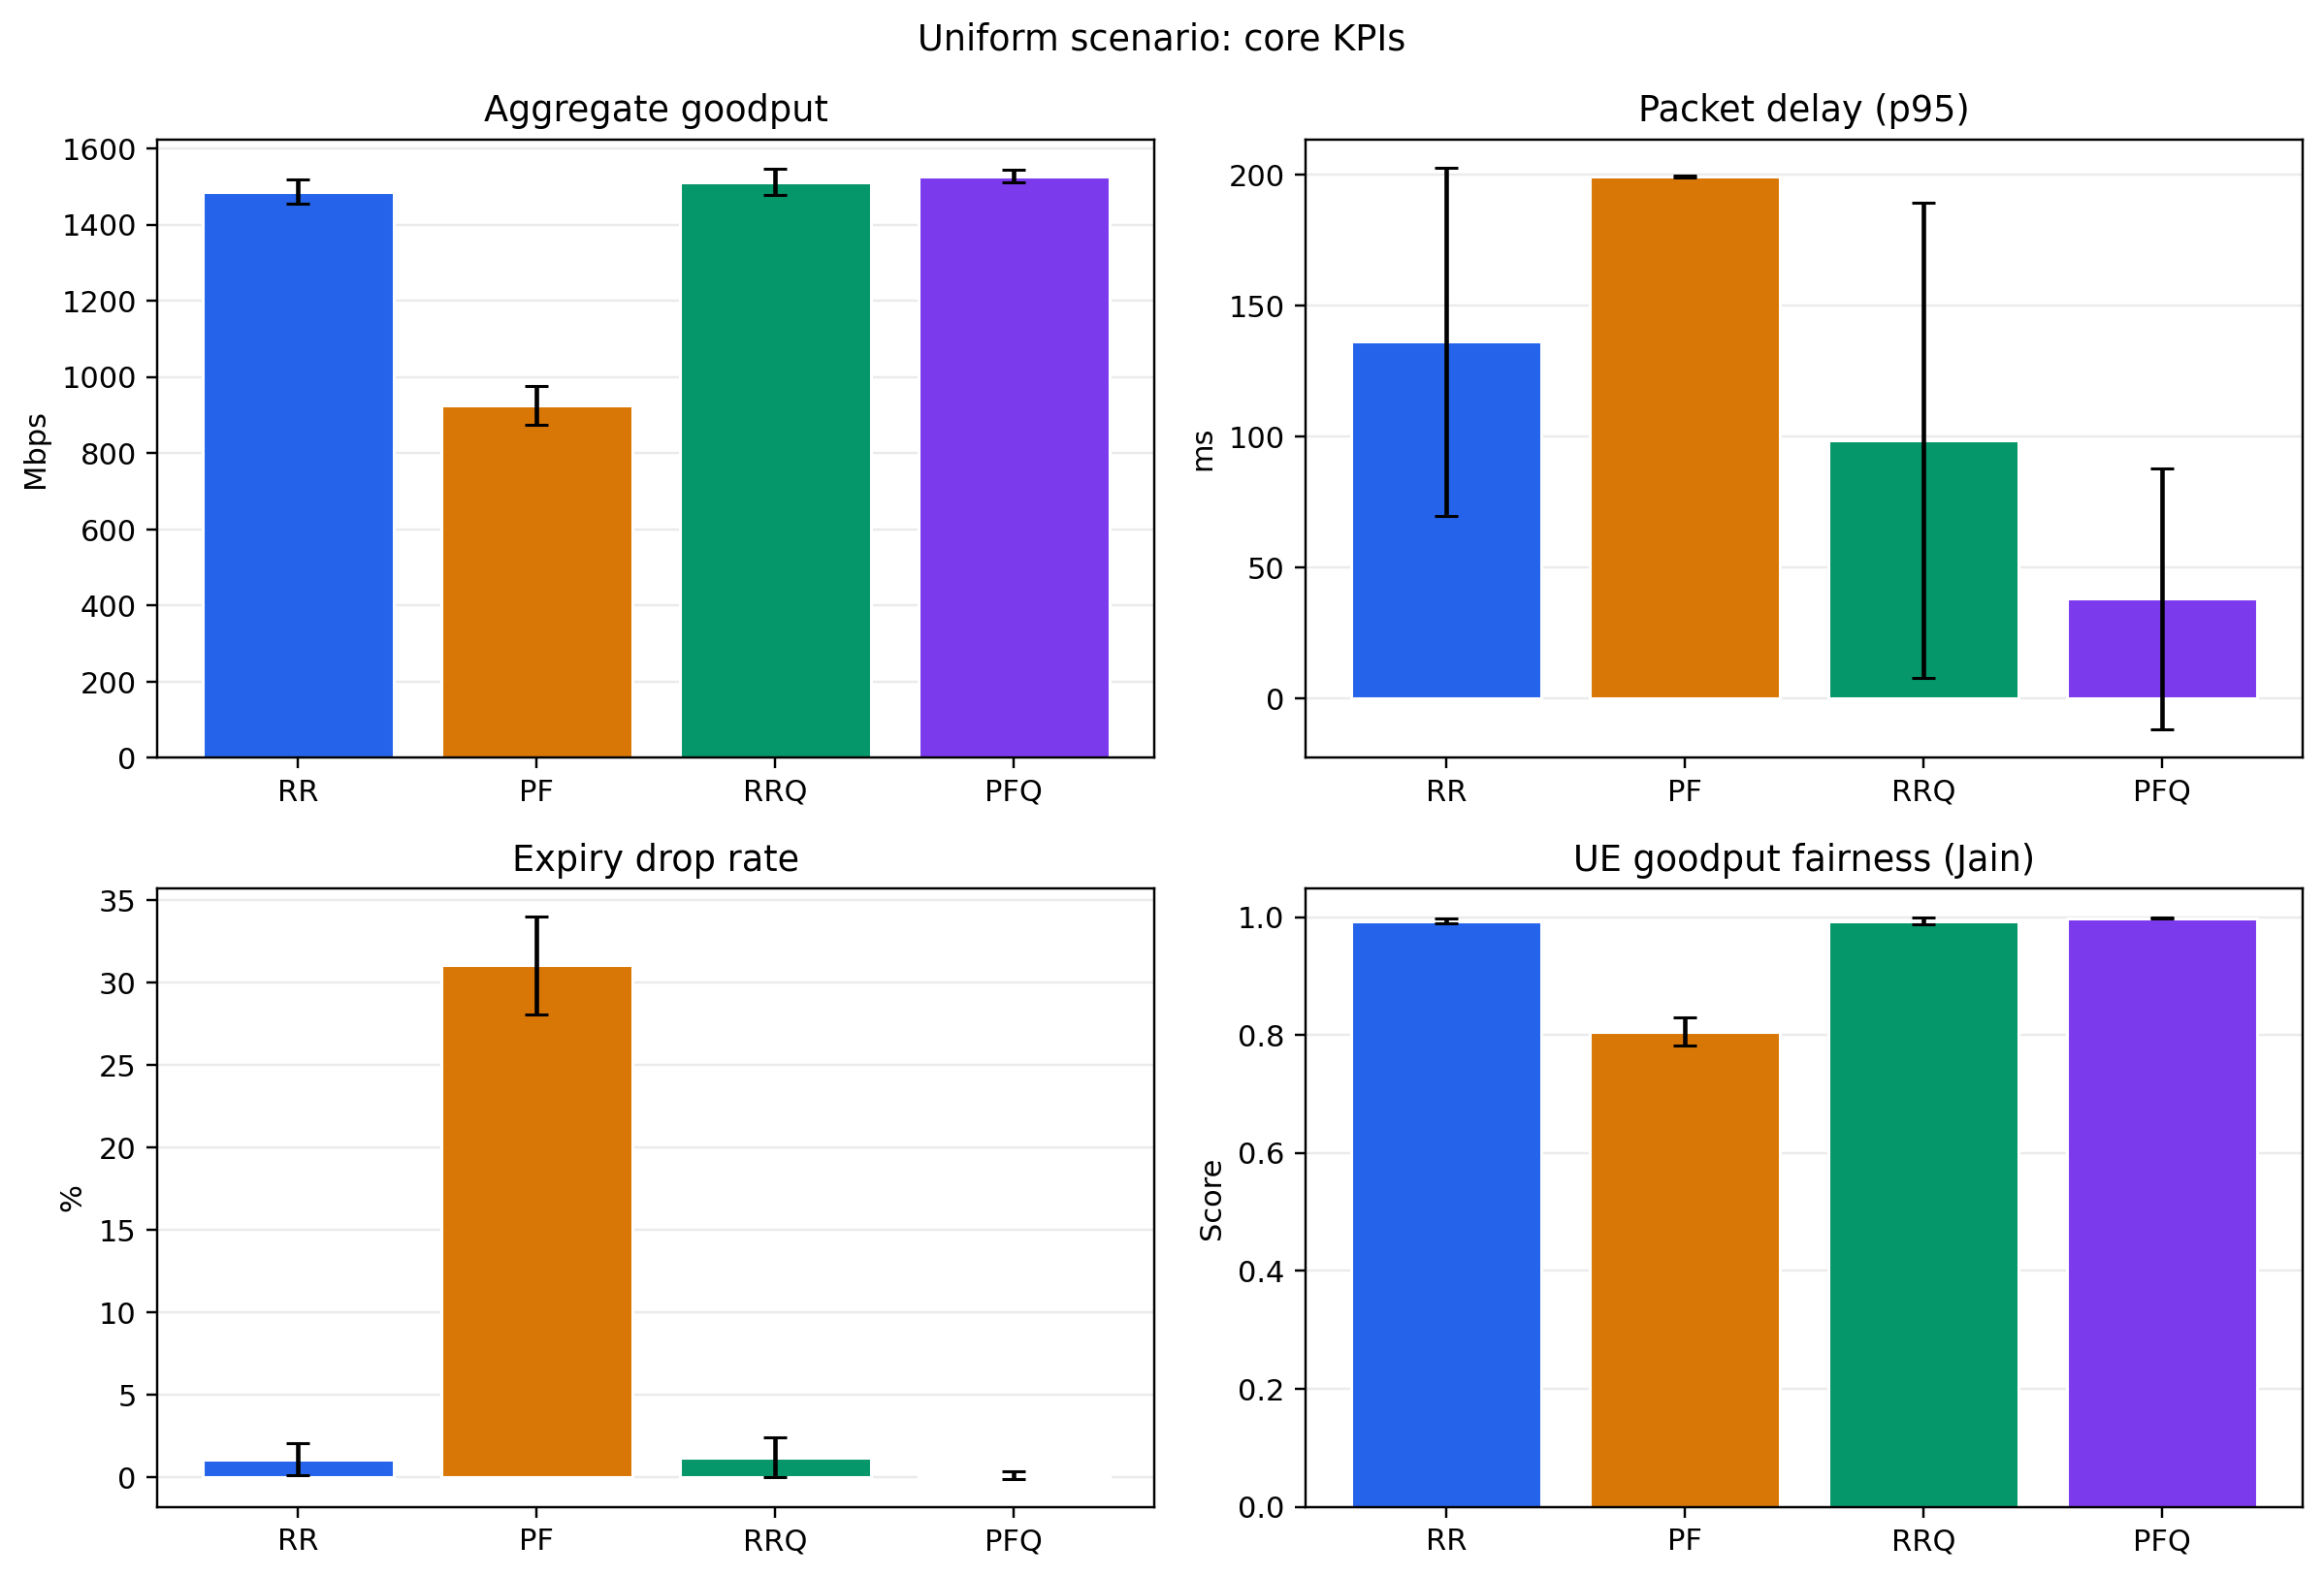 Uniform scenario: core KPIs
Aggregate goodput
Mbps
1600
1400
1200
1000
800
600
400
200
0
RR PF RRQ PFQ
Packet delay (p95)
ms
200
150
100
50
0
RR PF RRQ PFQ
Expiry drop rate
%
35
30
25
20
15
10
5
0
RR PF RRQ PFQ
UE goodput fairness (Jain)
Score
1.0
0.8
0.6
0.4
0.2
0.0
RR PF RRQ PFQ